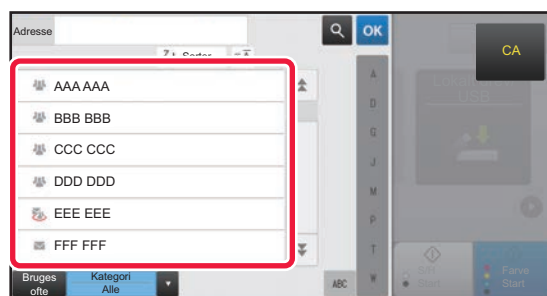 Adresse
OK
CA
Sorter
AAA AAA
BBB BBB
CCC CCC
DDD DDD
EEE EEE
FFF FFF
A
D
G
J
M
P
T
W
USB
Bruges
ofte
Kategori
Alle
ABC
Start
Farve
Start